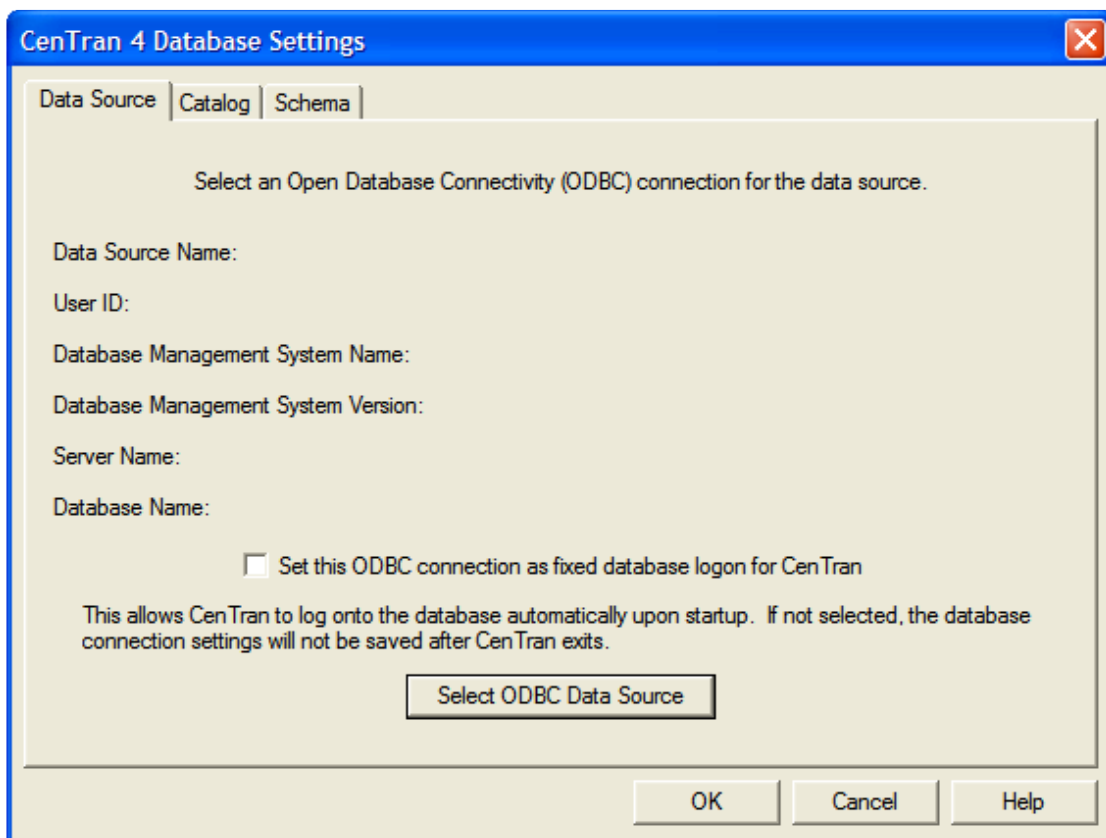 CenTran 4 Database Settings
Data Source Catalog Schema
Select an Open Database Connectivity (ODBC) connection for the data source.
Data Source Name:
User ID:
Database Management System Name:
Database Management System Version:
Server Name:
Database Name:
Set this ODBC connection as fixed database logon for CenTran
This allows CenTran to log onto the database automatically upon startup.  If not selected, the database
connection settings will not be saved after CenTran exits.
Select ODBC Data Source
OK Cancel Help